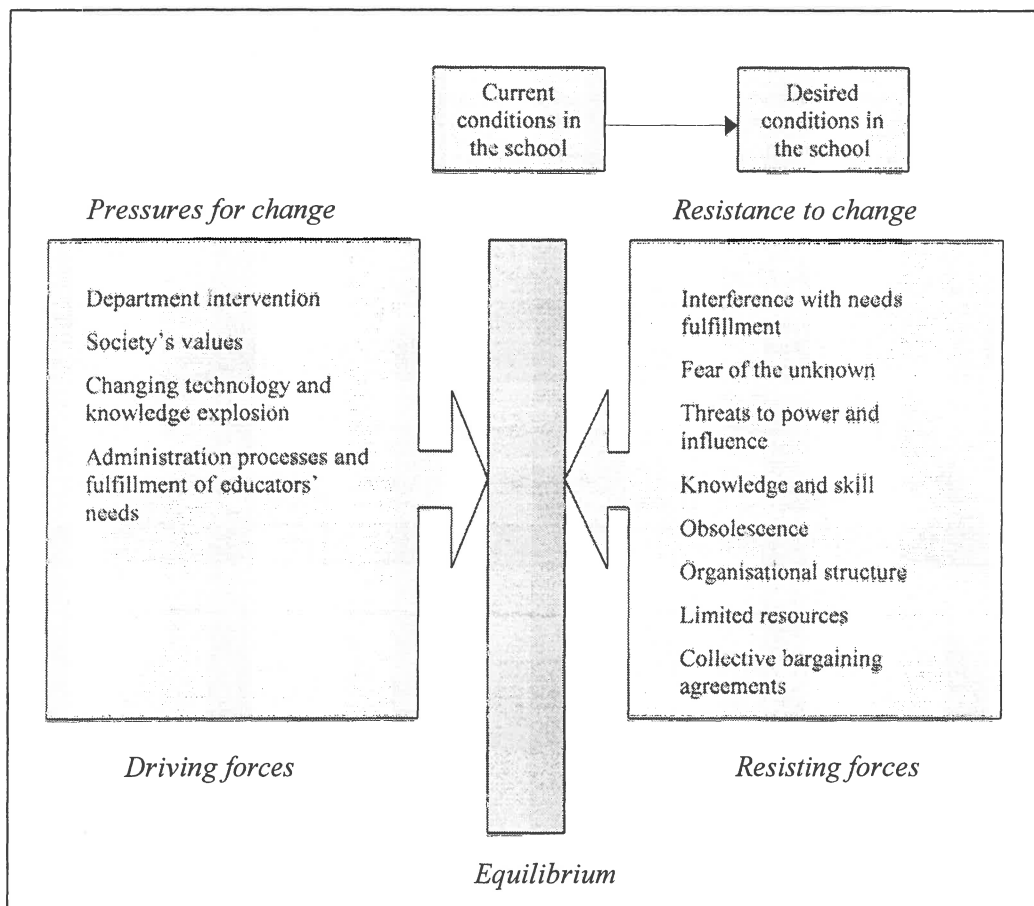 Current
conditions in
the school
Desired
conditions in
the school
Pressures for change
Resistance to change
Department Intervention
Society's values
Changing technology and
knowledge explosion
Administration processes and
fulfillment of educators'
needs
Interference with needs
fulfillment
Fear of the unknown
Threats to power and
influence
Knowledge and skill
Obsolescence
Organisational structure
Limited resources
Collective bargaining
agreements
Driving forces
Resisting forces
Equilibrium